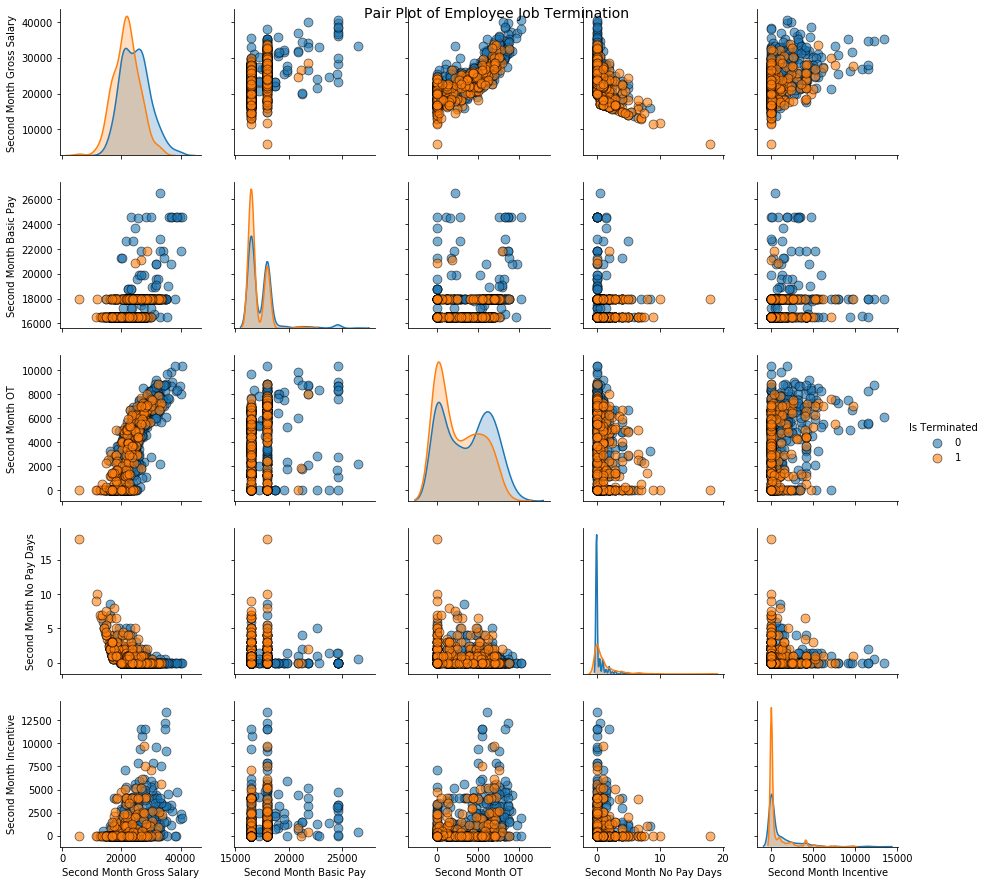 Pair Plot of Employee Job Termination
Second Month Gross Salary
40000
30000
20000
10000
Second Month Basic Pay
26000
24000
22000
20000
18000
16000
Second Month OT
10000
8000
6000
4000
2000
0
Is Terminated
0
1
Second Month No Pay Days
15
10
5
0
Second Month Incentive
12500
10000
7500
5000
2500
0
0 20000 40000
15000 20000 25000
0 5000 10000
0 10 20
0 5000 10000 15000
Second Month Gross Salary
Second Month Basic Pay
Second Month OT
Second Month No Pay Days
Second Month Incentive